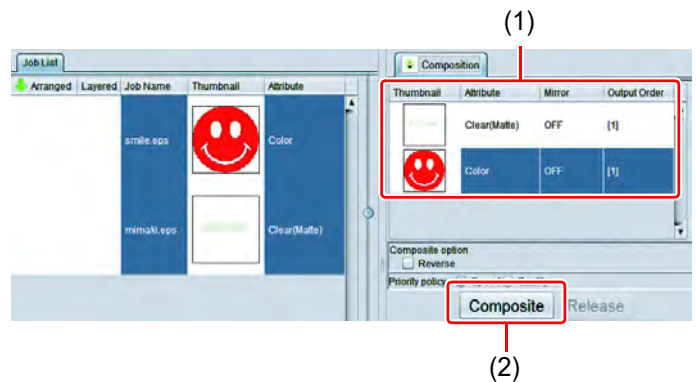 (1)
Job List
Arranged Layered Job Name Thumbnail Attribute
smile.eps Color
mimaki.eps Clear(Matte)
Composition
Thumbnail Attribute Mirror Output Order
Clear(Matte) OFF [1]
Color OFF [1]
Composite option
Reverse
Priority policy
Composite Release
(2)